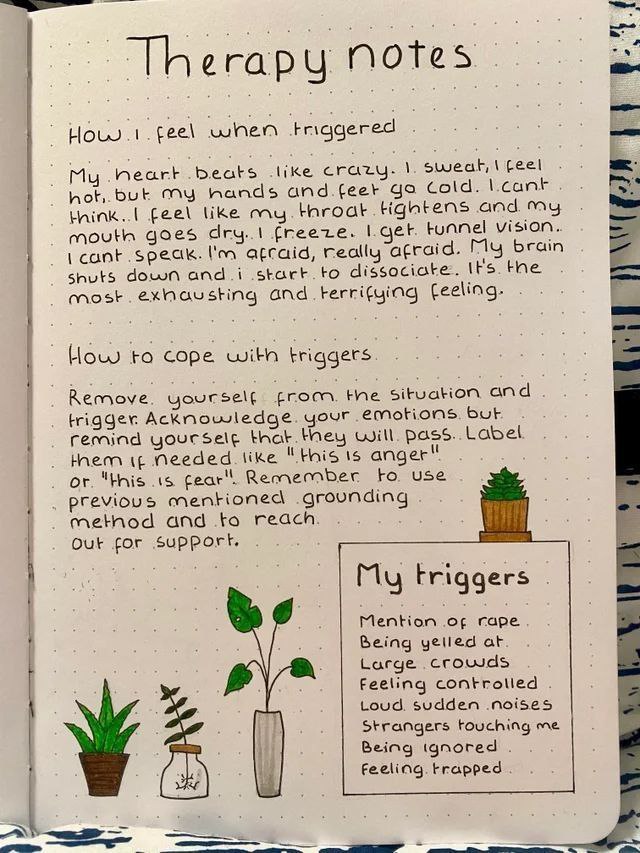 Therapy notes
How i feel when triggered
My heart beats like crazy. I sweat, I feel
hot, but my hands and feet go cold. I cant
think. I feel like my throat tightens and my
mouth goes dry. I freeze. I get tunnel vision.
I cant speak. I'm afraid, really afraid. My brain
shuts down and i start to dissociate. It's the
most exhausting and terrifying feeling.
How to cope with triggers
Remove yourself from the situation and
trigger. Acknowledge your emotions but
remind yourself that they will pass. Label
them if needed like "this is anger"
or "this is fear". Remember to use
previous mentioned grounding
method and to reach
out for support.
My triggers
Mention of rape
Being yelled at
Large crowds
Feeling controlled
Loud sudden noises
Strangers touching me
Being ignored
Feeling trapped